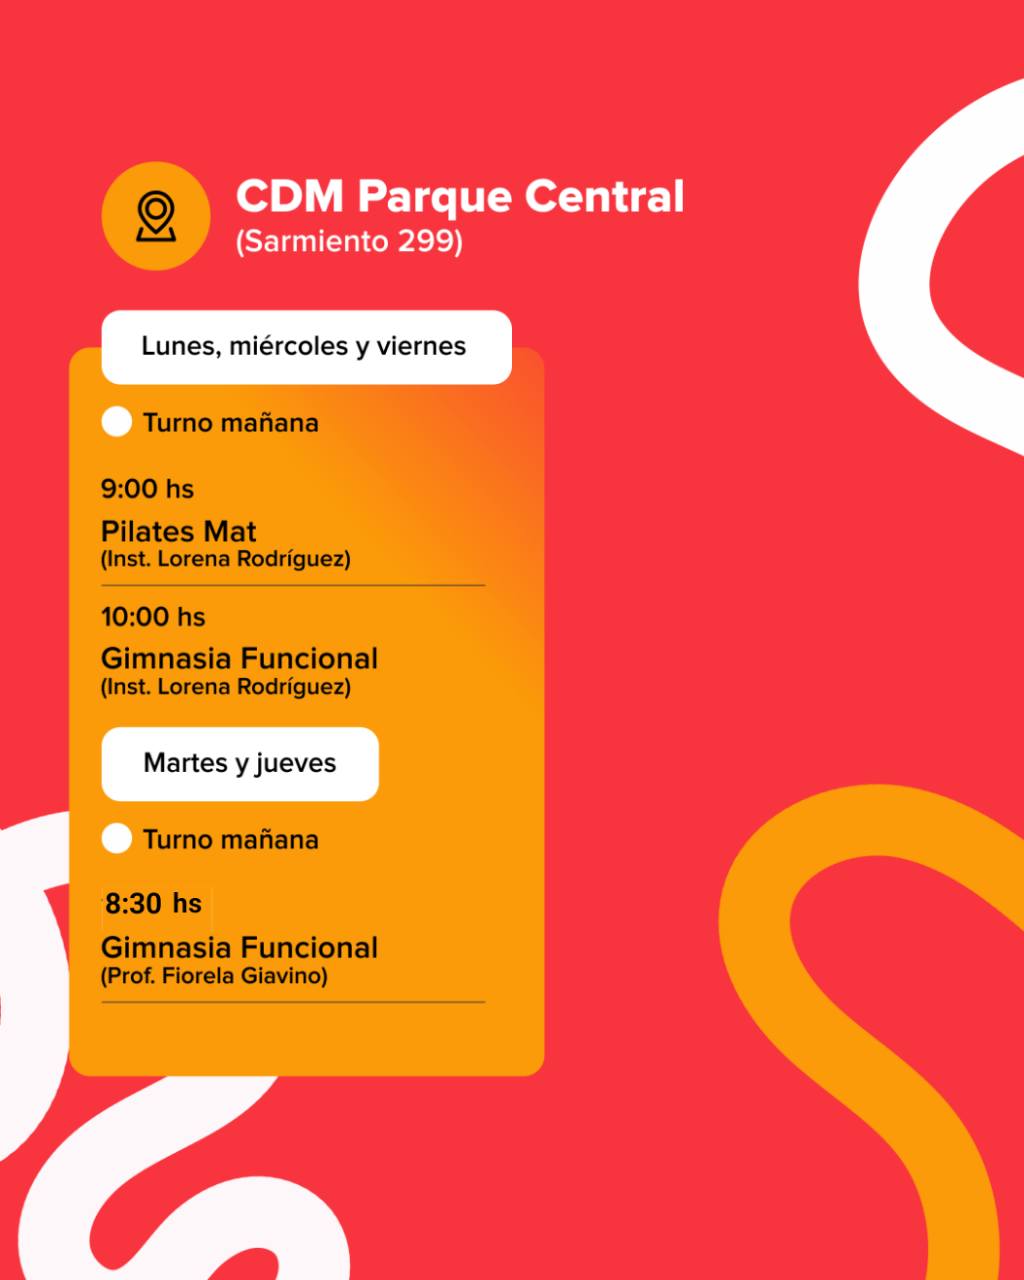 CDM Parque Central
(Sarmiento 299)
Lunes, miércoles y viernes
Turno mañana
9:00 hs
Pilates Mat
(Inst. Lorena Rodríguez)
10:00 hs
Gimnasia Funcional
(Inst. Lorena Rodríguez)
Martes y jueves
Turno mañana
8:30 hs
Gimnasia Funcional
(Prof. Fiorela Giavino)